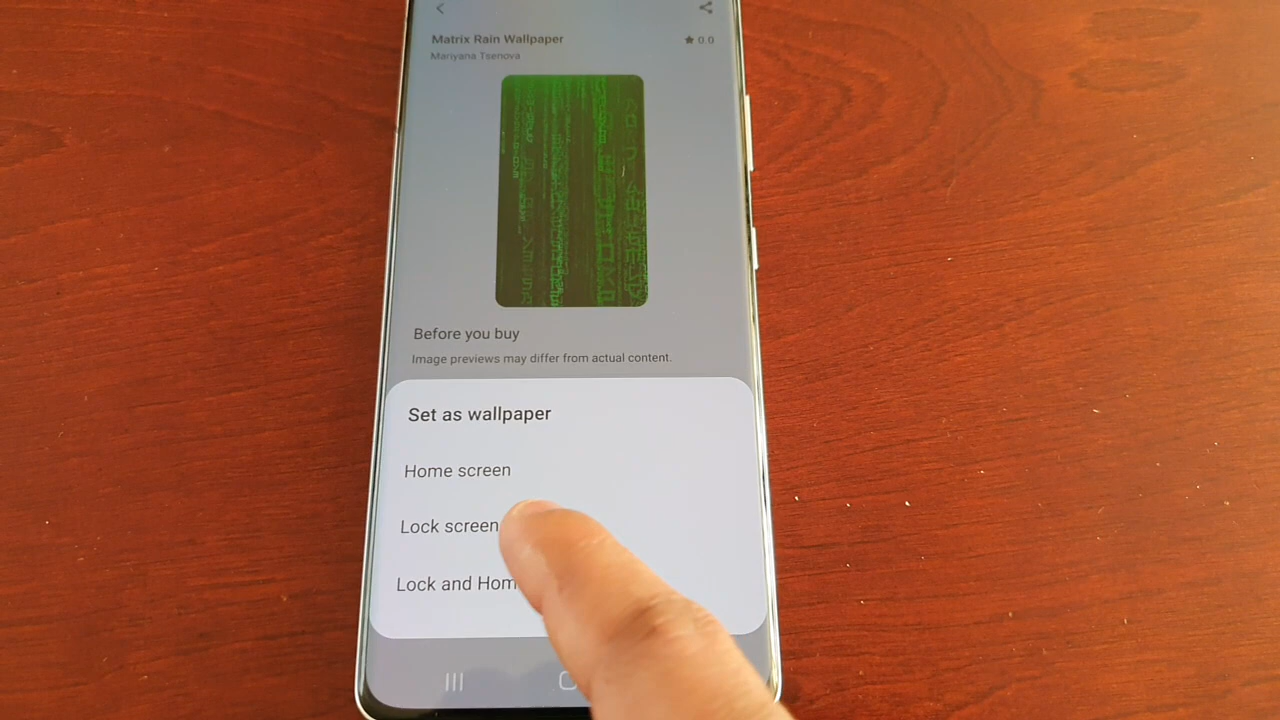 Matrix Rain Wallpaper
★ 0.0
Mariyana Tsenova
Before you buy
Image previews may differ from actual content.
Set as wallpaper
Home screen
Lock screen
Lock and Hom